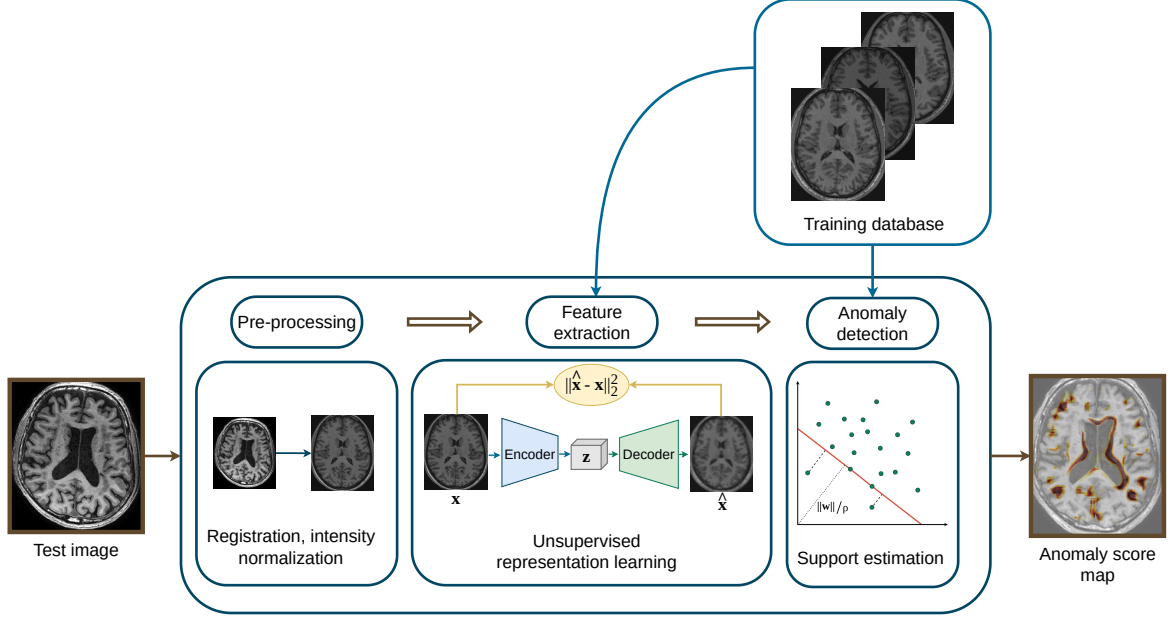 Training database
Pre-processing
Feature
extraction
Anomaly
detection
‖x̂ - x‖₂²
Encoder
z
Decoder
x
x̂
‖w‖/ρ
Test image
Registration, intensity
normalization
Unsupervised
representation learning
Support estimation
Anomaly score
map